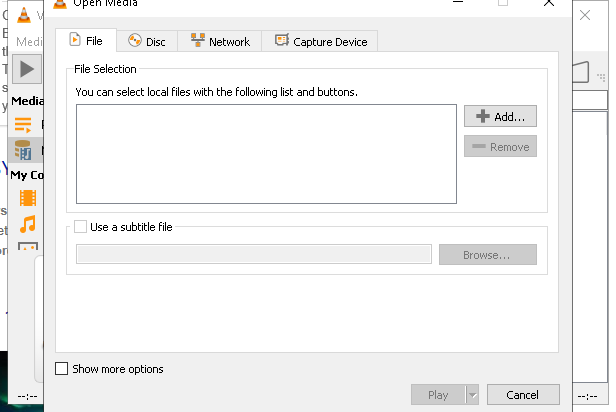 Open Media
Medi
File
Disc
Network
Capture Device
File Selection
You can select local files with the following list and buttons.
Add...
Remove
Media
My Co
Use a subtitle file
Browse...
Show more options
Play
Cancel
--:--
--:--